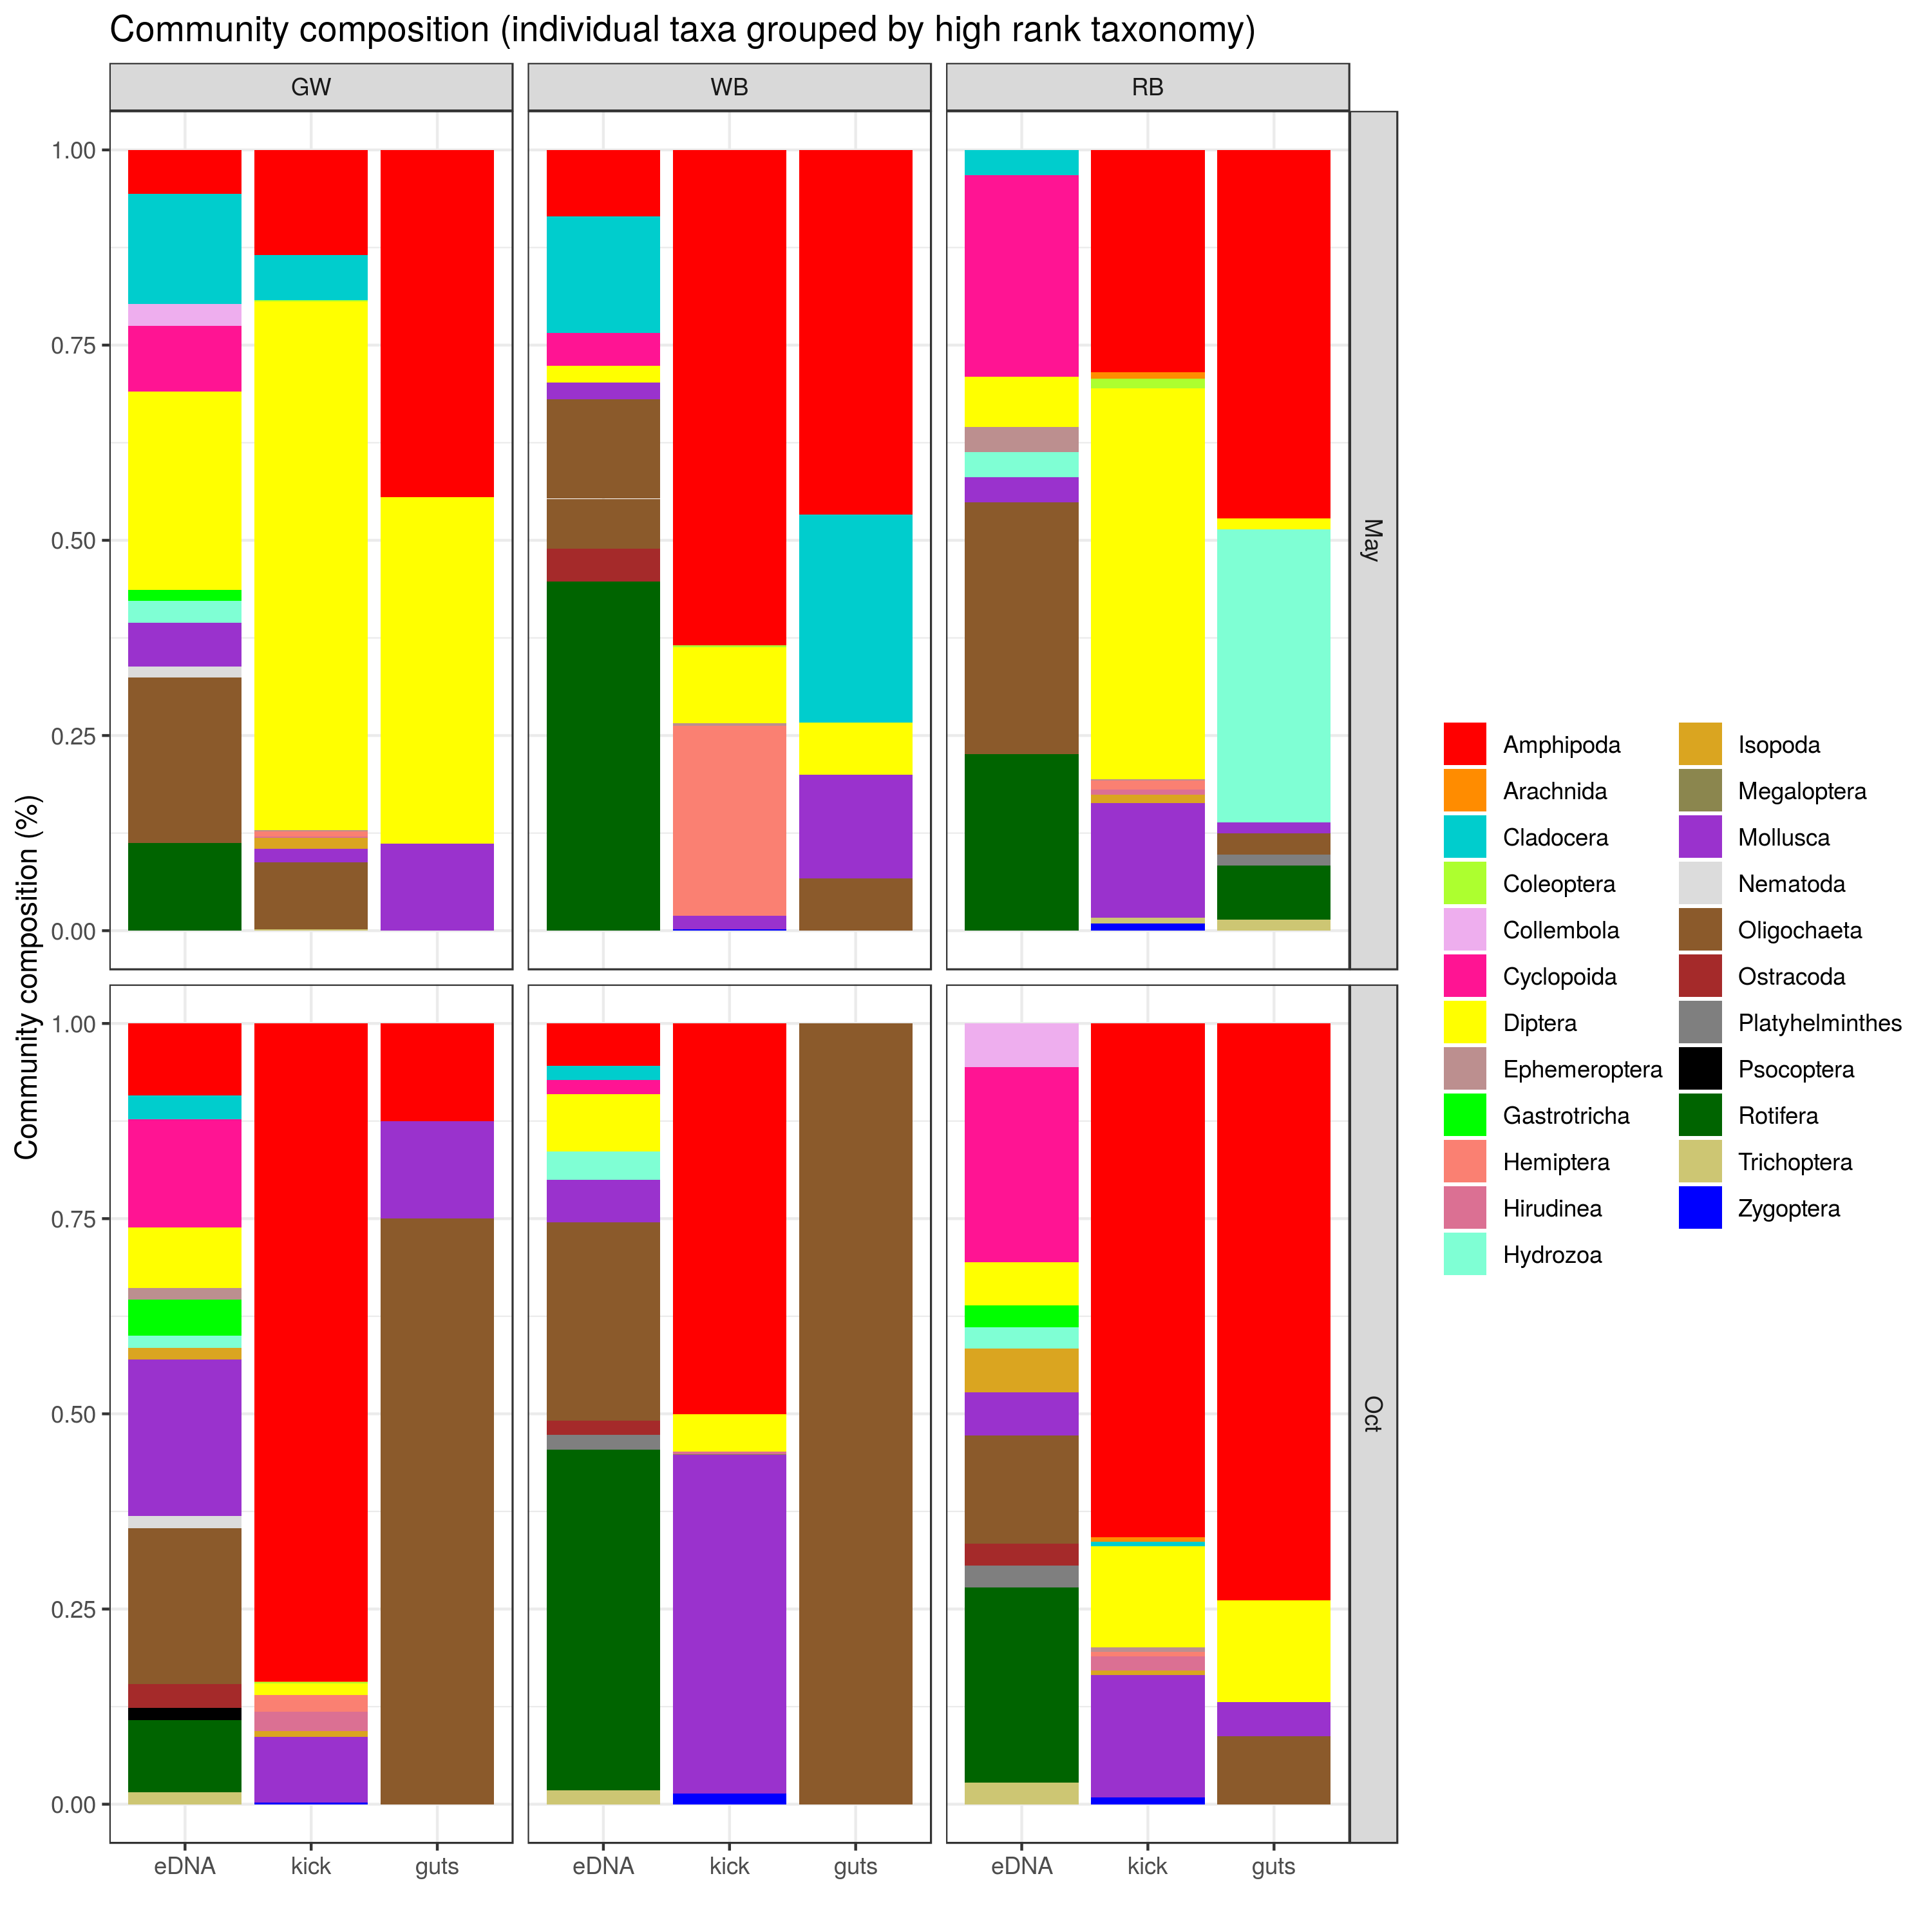 Community composition (individual taxa grouped by high rank taxonomy)
GW
WB
RB
May
Oct
Community composition (%)
1.00
0.75
0.50
0.25
0.00
1.00
0.75
0.50
0.25
0.00
eDNA
kick
guts
eDNA
kick
guts
eDNA
kick
guts
Amphipoda
Arachnida
Cladocera
Coleoptera
Collembola
Cyclopoida
Diptera
Ephemeroptera
Gastrotricha
Hemiptera
Hirudinea
Hydrozoa
Isopoda
Megaloptera
Mollusca
Nematoda
Oligochaeta
Ostracoda
Platyhelminthes
Psocoptera
Rotifera
Trichoptera
Zygoptera